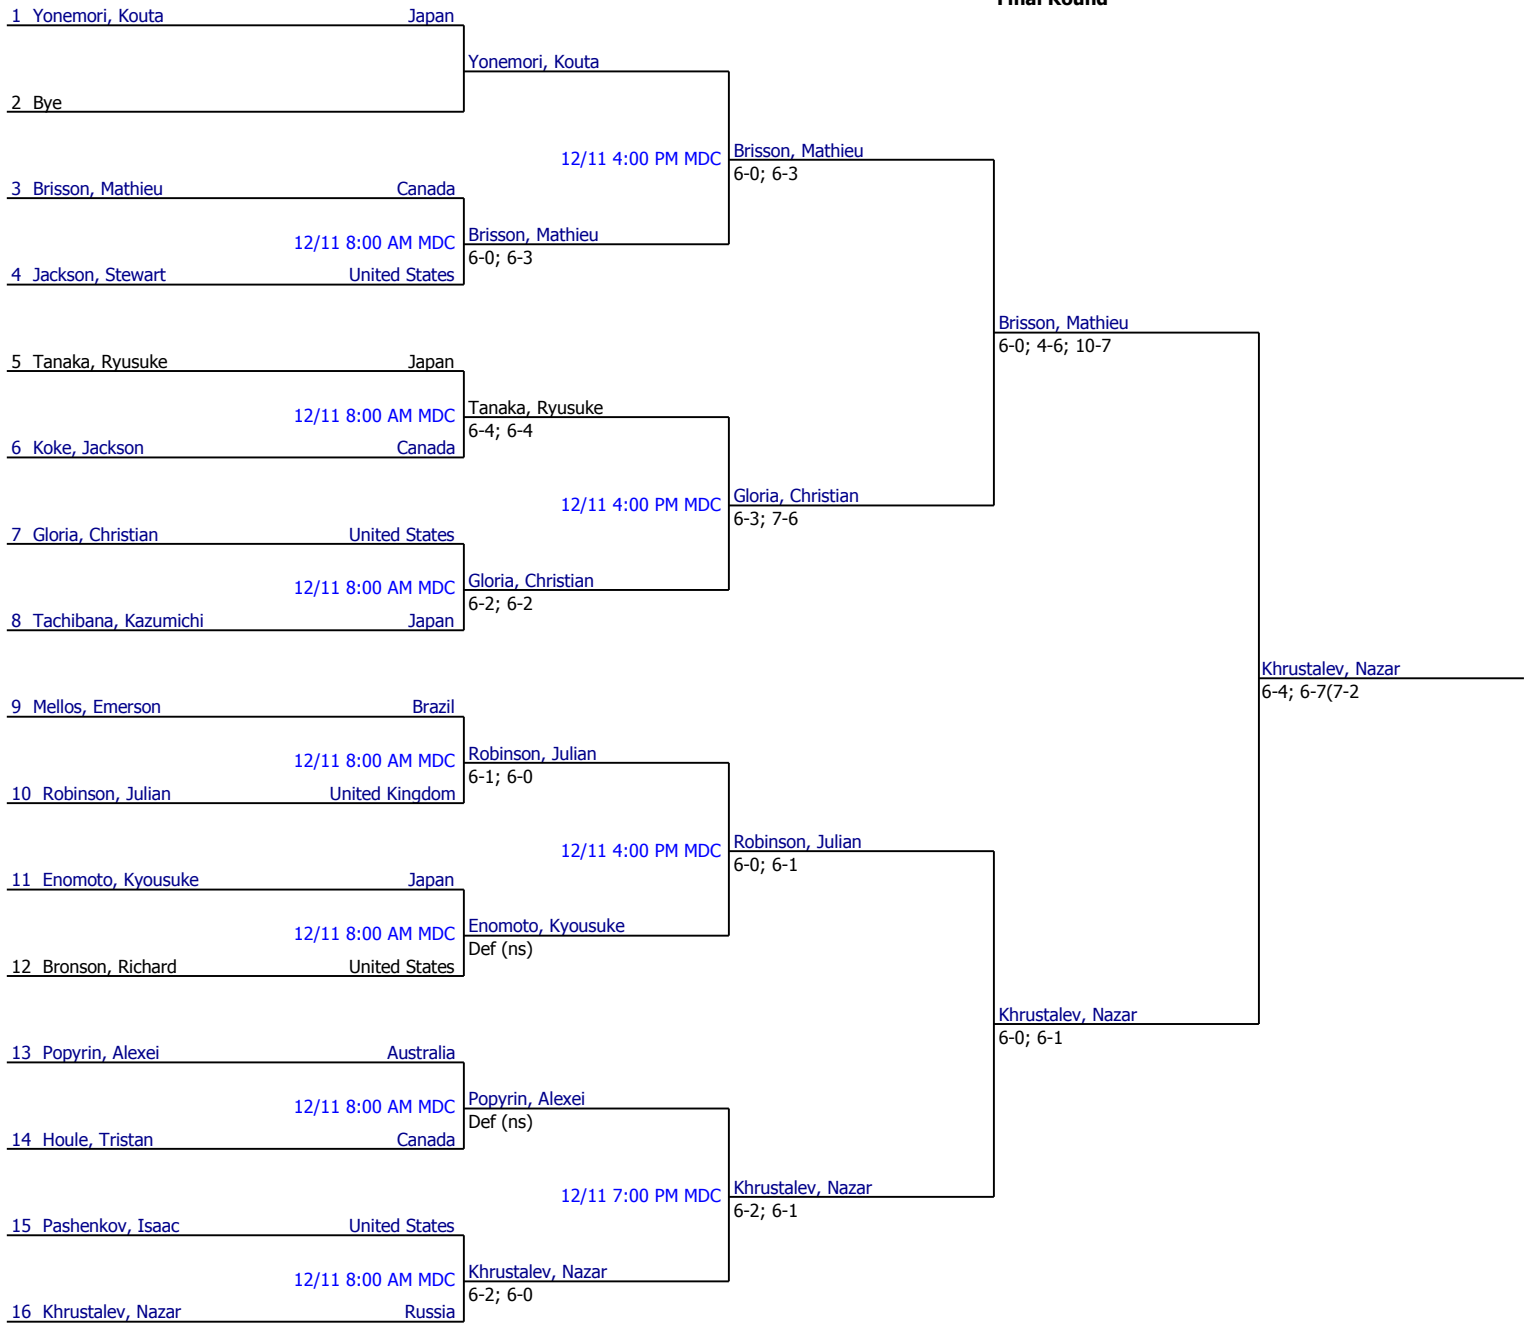 Final Round
1 Yonemori, Kouta Japan
Yonemori, Kouta
2 Bye
12/11 4:00 PM MDC Brisson, Mathieu
6-0; 6-3
3 Brisson, Mathieu Canada
12/11 8:00 AM MDC Brisson, Mathieu
6-0; 6-3
4 Jackson, Stewart United States
Brisson, Mathieu
6-0; 4-6; 10-7
5 Tanaka, Ryusuke Japan
12/11 8:00 AM MDC Tanaka, Ryusuke
6-4; 6-4
6 Koke, Jackson Canada
12/11 4:00 PM MDC Gloria, Christian
6-3; 7-6
7 Gloria, Christian United States
12/11 8:00 AM MDC Gloria, Christian
6-2; 6-2
8 Tachibana, Kazumichi Japan
Khrustalev, Nazar
6-4; 6-7(7-2
9 Mellos, Emerson Brazil
12/11 8:00 AM MDC Robinson, Julian
6-1; 6-0
10 Robinson, Julian United Kingdom
12/11 4:00 PM MDC Robinson, Julian
6-0; 6-1
11 Enomoto, Kyousuke Japan
12/11 8:00 AM MDC Enomoto, Kyousuke
Def (ns)
12 Bronson, Richard United States
Khrustalev, Nazar
6-0; 6-1
13 Popyrin, Alexei Australia
12/11 8:00 AM MDC Popyrin, Alexei
Def (ns)
14 Houle, Tristan Canada
12/11 7:00 PM MDC Khrustalev, Nazar
6-2; 6-1
15 Pashenkov, Isaac United States
12/11 8:00 AM MDC Khrustalev, Nazar
6-2; 6-0
16 Khrustalev, Nazar Russia